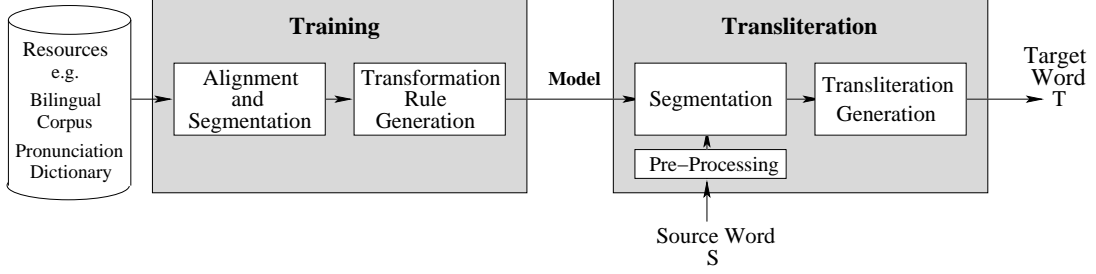 Resources
e.g.
Bilingual
Corpus
Pronunciation
Dictionary
Training
Alignment
and
Segmentation
Transformation
Rule
Generation
Model
Transliteration
Segmentation
Pre−Processing
Transliteration
Generation
Source Word
S
Target
Word
T